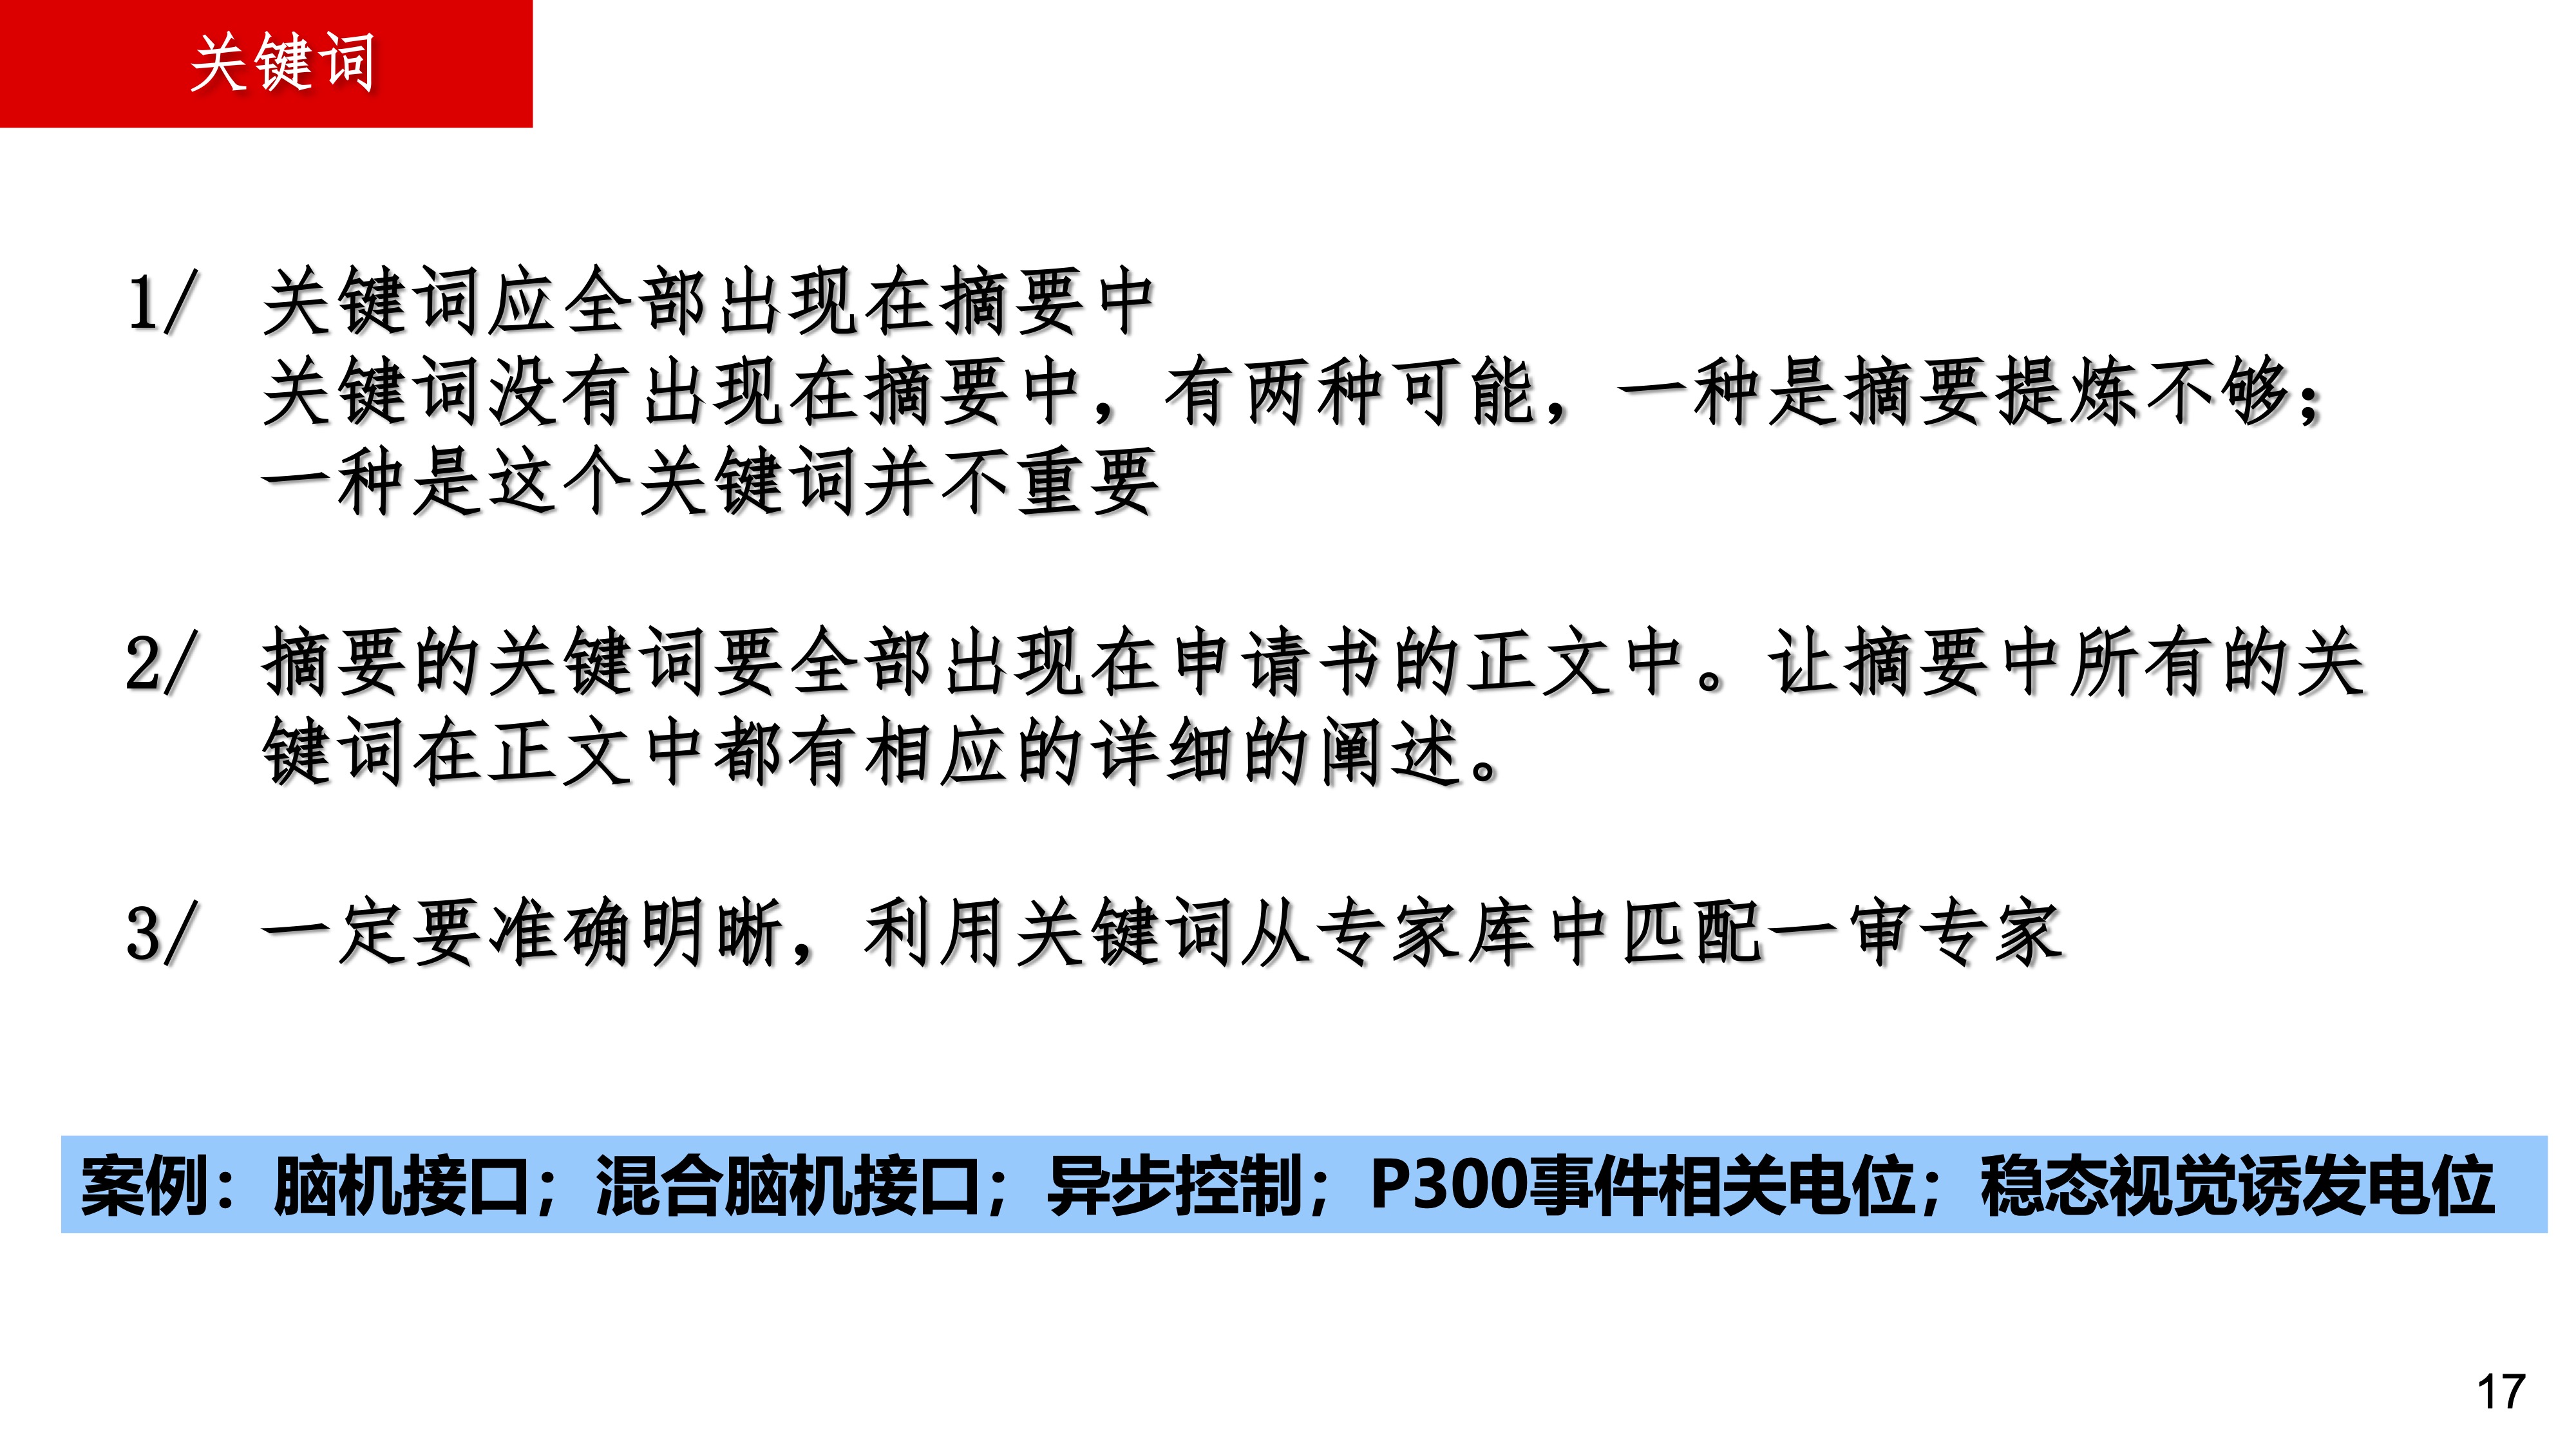 关键词
1/ 关键词应全部出现在摘要中
关键词没有出现在摘要中，有两种可能，一种是摘要提炼不够；
一种是这个关键词并不重要
2/ 摘要的关键词要全部出现在申请书的正文中。让摘要中所有的关
键词在正文中都有相应的详细的阐述。
3/ 一定要准确明晰，利用关键词从专家库中匹配一审专家
案例：脑机接口；混合脑机接口；异步控制；P300事件相关电位；稳态视觉诱发电位
17